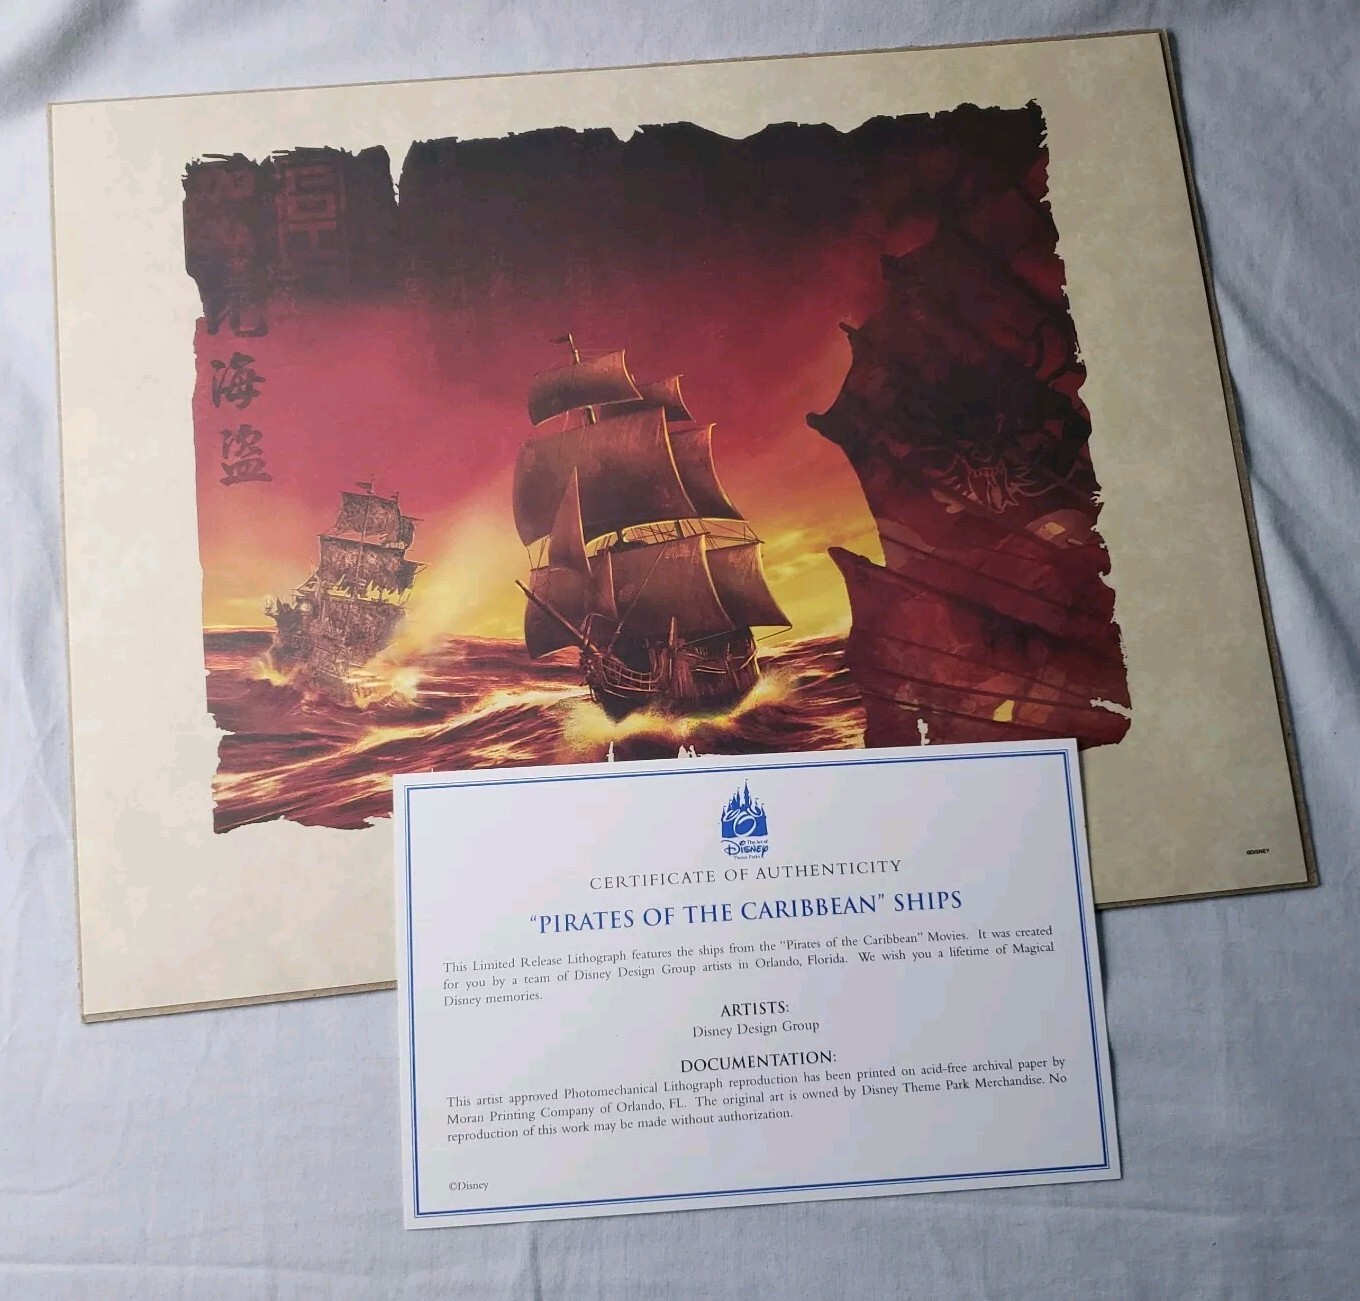 海
盗
©DISNEY
The Art of
Disney
Theme Parks
CERTIFICATE OF AUTHENTICITY
“PIRATES OF THE CARIBBEAN” SHIPS
This Limited Release Lithograph features the ships from the “Pirates of the Caribbean” Movies. It was created
for you by a team of Disney Design Group artists in Orlando, Florida. We wish you a lifetime of Magical
Disney memories.
ARTISTS:
Disney Design Group
DOCUMENTATION:
This artist approved Photomechanical Lithograph reproduction has been printed on acid-free archival paper by
Moran Printing Company of Orlando, FL. The original art is owned by Disney Theme Park Merchandise. No
reproduction of this work may be made without authorization.
©Disney